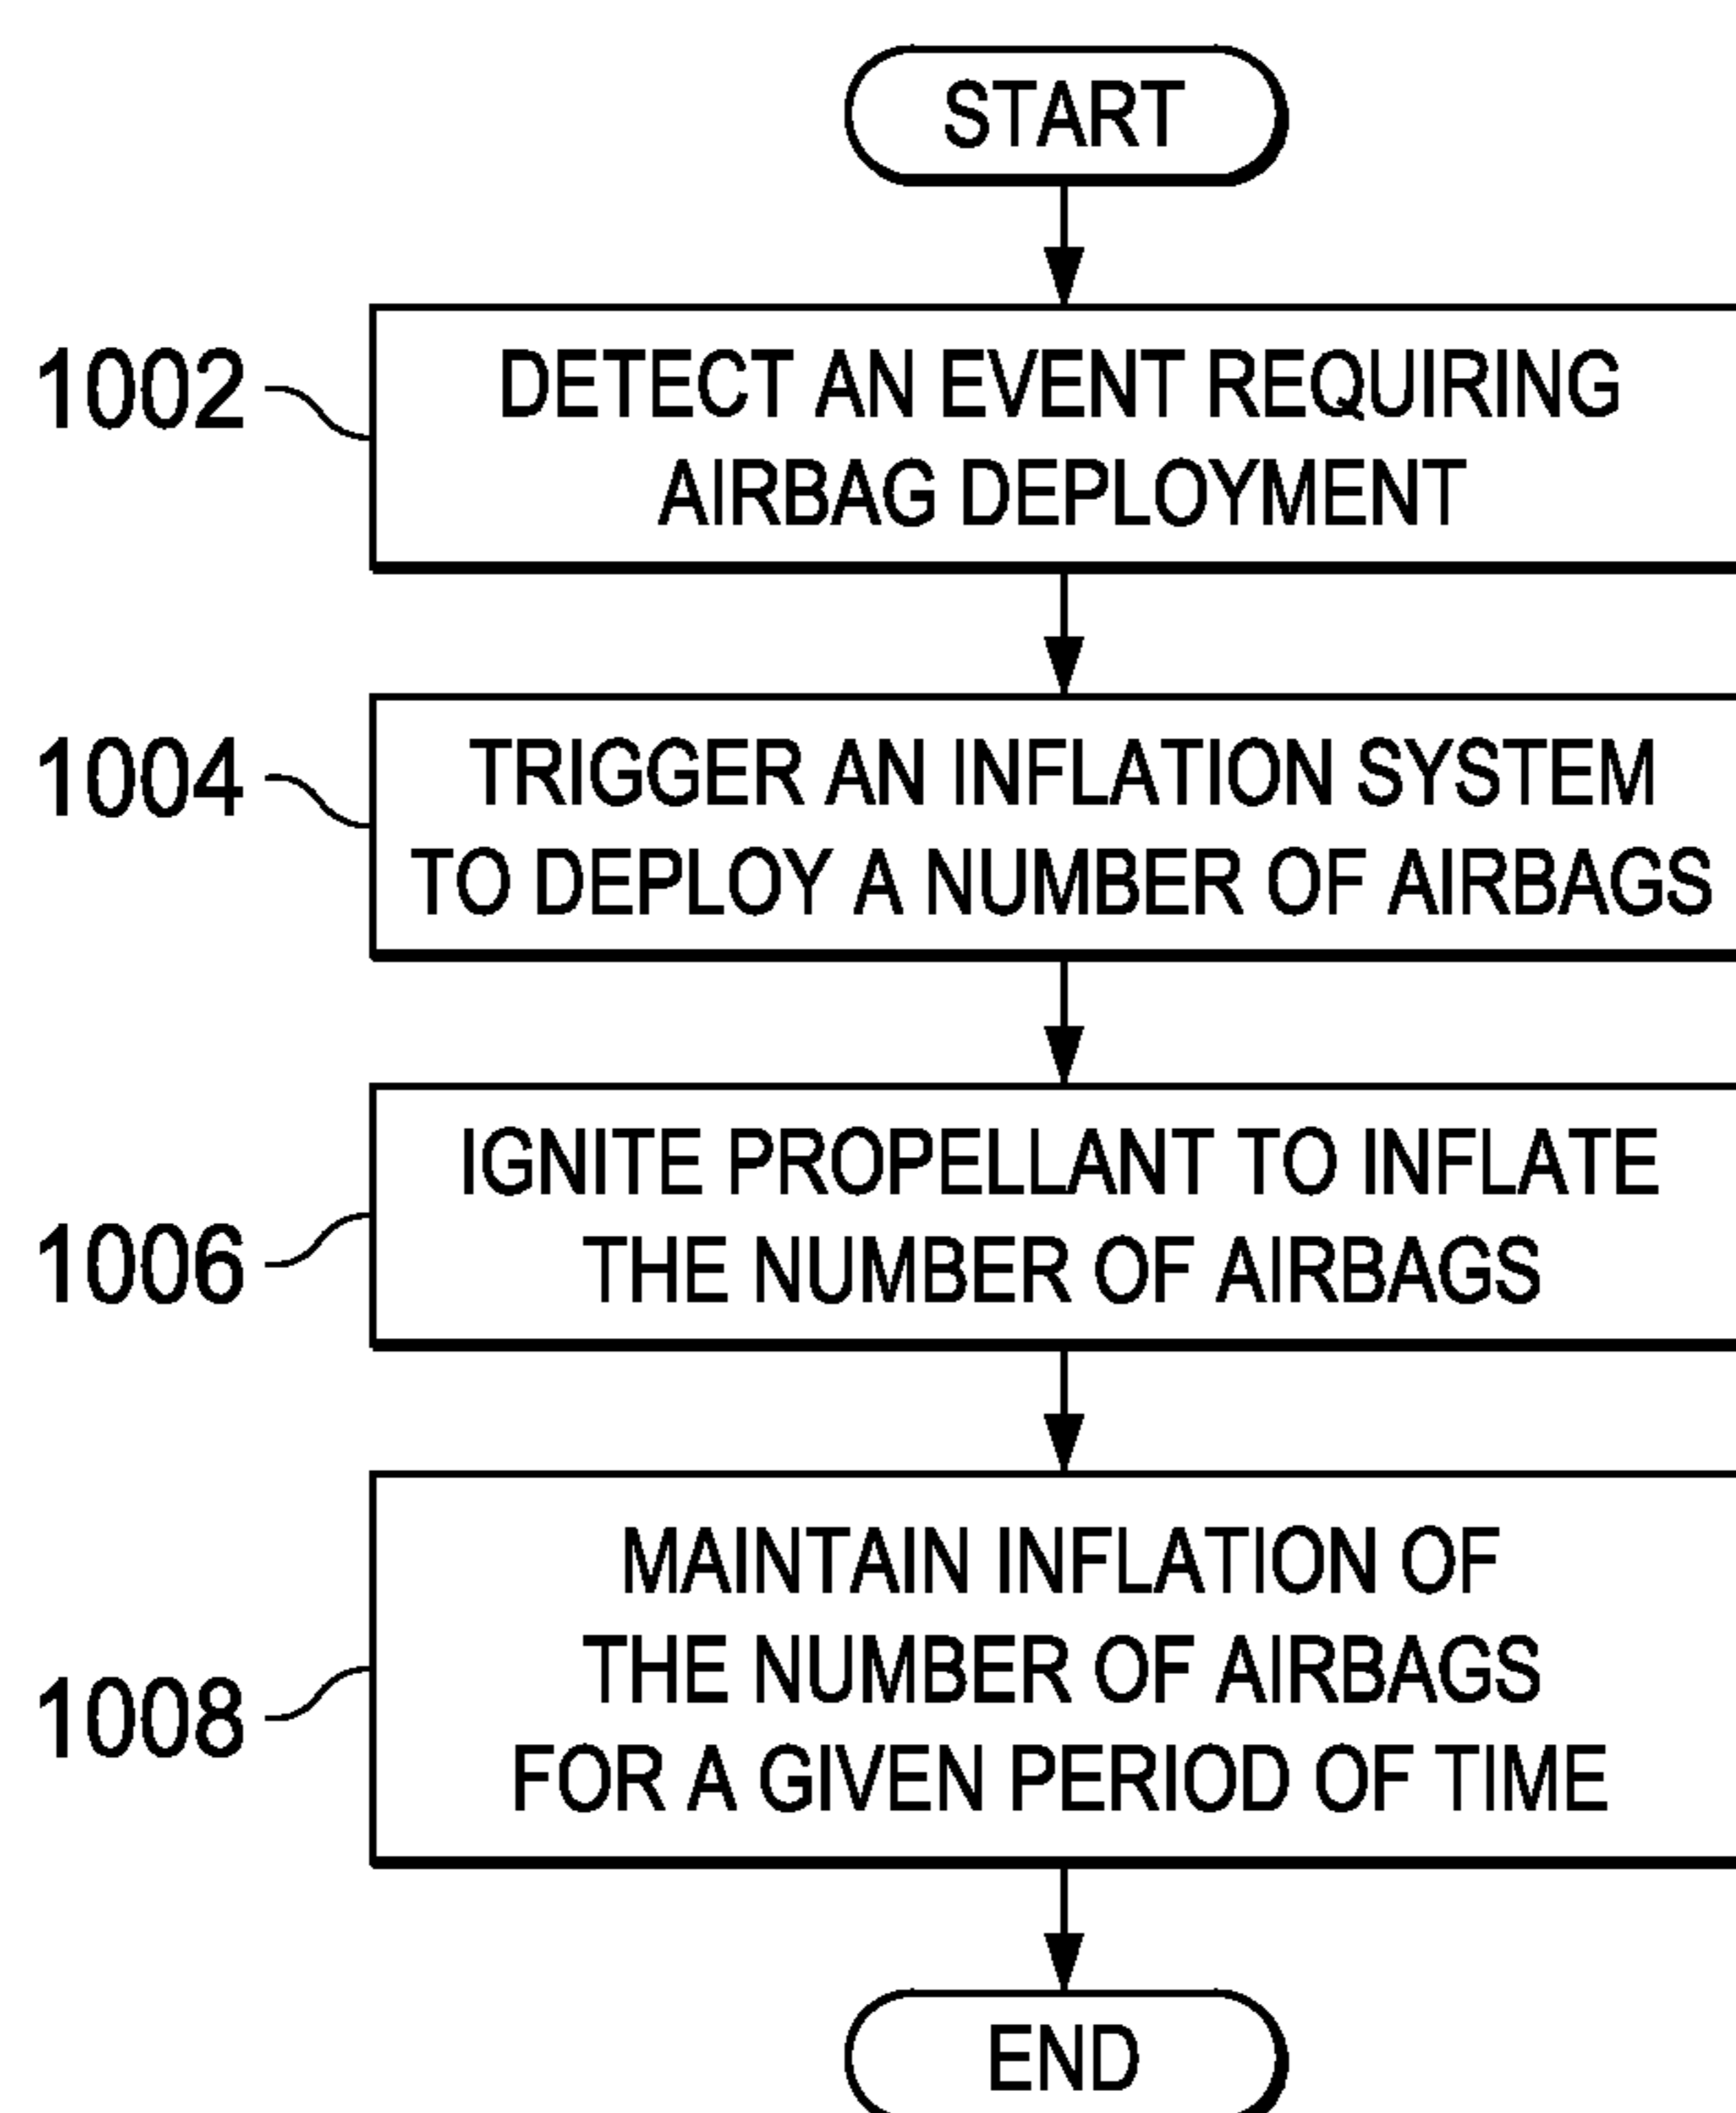 START
1002
DETECT AN EVENT REQUIRING
AIRBAG DEPLOYMENT
1004
TRIGGER AN INFLATION SYSTEM
TO DEPLOY A NUMBER OF AIRBAGS
1006
IGNITE PROPELLANT TO INFLATE
THE NUMBER OF AIRBAGS
1008
MAINTAIN INFLATION OF
THE NUMBER OF AIRBAGS
FOR A GIVEN PERIOD OF TIME
END